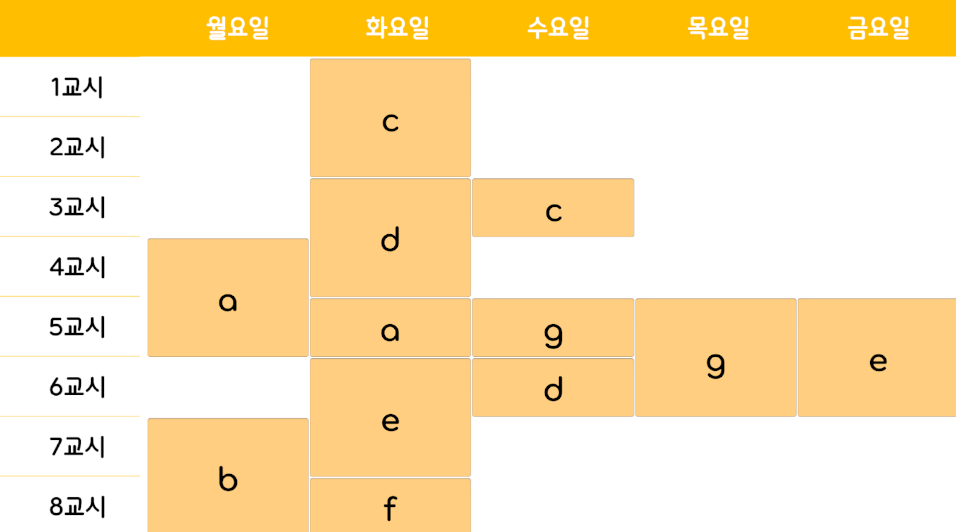 월요일 화요일 수요일 목요일 금요일
1교시 c
2교시
3교시 d c
4교시 a
5교시 a g g e
6교시 e d
7교시 b
8교시 f